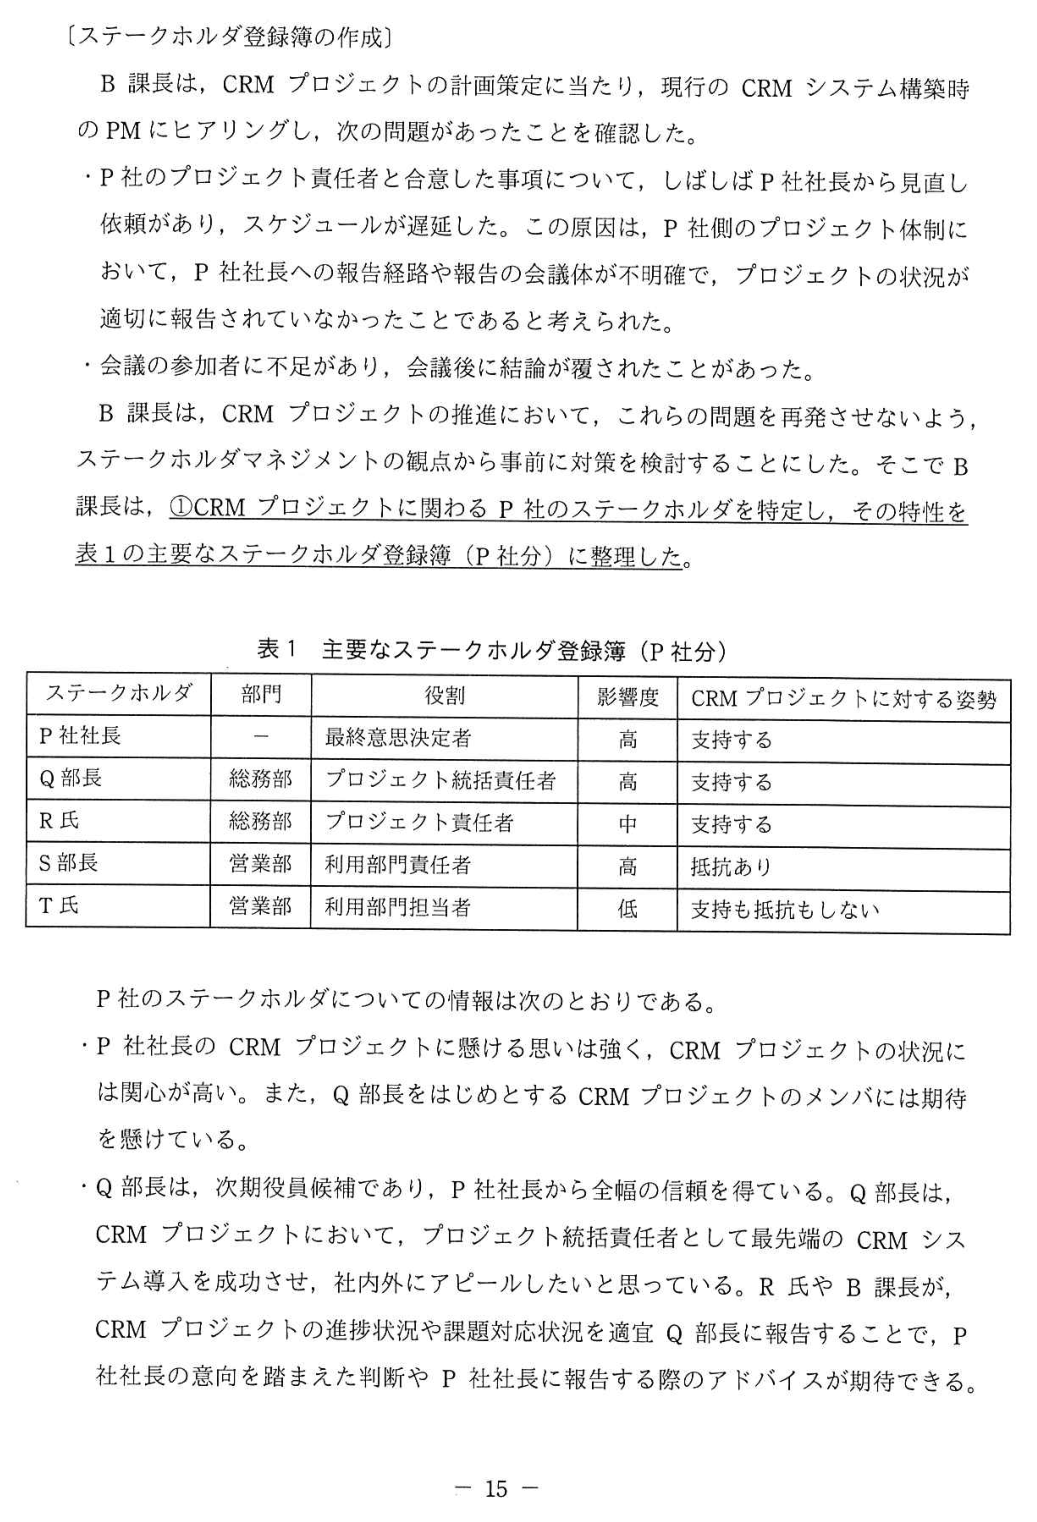 〔ステークホルダ登録簿の作成〕
B 課長は，CRM プロジェクトの計画策定に当たり，現行の CRM システム構築時
の PM にヒアリングし，次の問題があったことを確認した。
・P 社のプロジェクト責任者と合意した事項について，しばしば P 社社長から見直し
依頼があり，スケジュールが遅延した。この原因は，P 社側のプロジェクト体制に
おいて，P 社社長への報告経路や報告の会議体が不明確で，プロジェクトの状況が
適切に報告されていなかったことであると考えられた。
・会議の参加者に不足があり，会議後に結論が覆されたことがあった。
B 課長は，CRM プロジェクトの推進において，これらの問題を再発させないよう，
ステークホルダマネジメントの観点から事前に対策を検討することにした。そこで B
課長は，①CRM プロジェクトに関わる P 社のステークホルダを特定し，その特性を
表 1 の主要なステークホルダ登録簿（P 社分）に整理した。
表 1　主要なステークホルダ登録簿（P 社分）
ステークホルダ 部門 役割 影響度 CRM プロジェクトに対する姿勢
P 社社長 － 最終意思決定者 高 支持する
Q 部長 総務部 プロジェクト統括責任者 高 支持する
R 氏 総務部 プロジェクト責任者 中 支持する
S 部長 営業部 利用部門責任者 高 抵抗あり
T 氏 営業部 利用部門担当者 低 支持も抵抗もしない
P 社のステークホルダについての情報は次のとおりである。
・P 社社長の CRM プロジェクトに懸ける思いは強く，CRM プロジェクトの状況に
は関心が高い。また，Q 部長をはじめとする CRM プロジェクトのメンバには期待
を懸けている。
・Q 部長は，次期役員候補であり，P 社社長から全幅の信頼を得ている。Q 部長は，
CRM プロジェクトにおいて，プロジェクト統括責任者として最先端の CRM シス
テム導入を成功させ，社内外にアピールしたいと思っている。R 氏や B 課長が，
CRM プロジェクトの進捗状況や課題対応状況を適宜 Q 部長に報告することで，P
社社長の意向を踏まえた判断や P 社社長に報告する際のアドバイスが期待できる。
－ 15 －